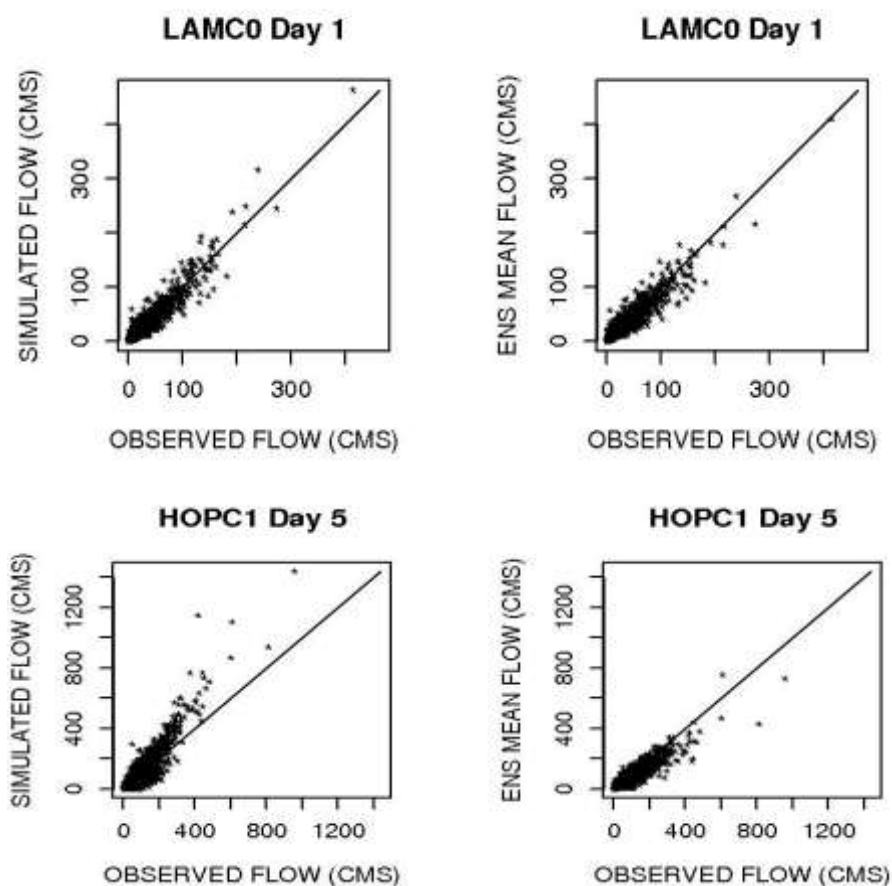 LAMC0 Day 1
SIMULATED FLOW (CMS)
300
100
0
0 100 300
OBSERVED FLOW (CMS)
LAMC0 Day 1
ENS MEAN FLOW (CMS)
300
100
0
0 100 300
OBSERVED FLOW (CMS)
HOPC1 Day 5
SIMULATED FLOW (CMS)
1200
800
400
0
0 400 800 1200
OBSERVED FLOW (CMS)
HOPC1 Day 5
ENS MEAN FLOW (CMS)
1200
800
400
0
0 400 800 1200
OBSERVED FLOW (CMS)